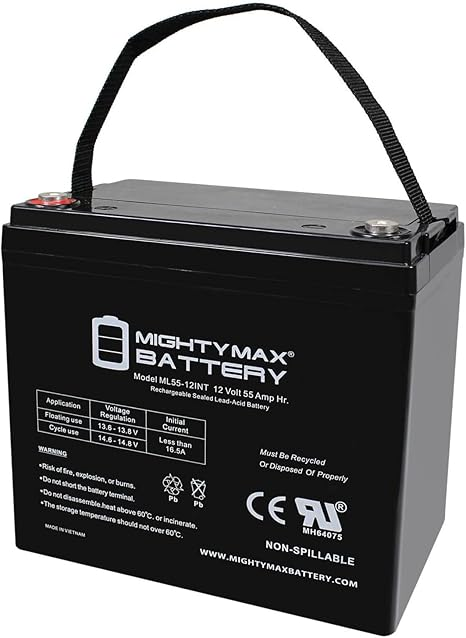 MIGHTYMAX®
BATTERY
Model ML55-12INT 12 Volt 55 Amp Hr.
Rechargeable Sealed Lead-Acid Battery
Application Voltage Regulation Initial Current
Floating use 13.6 - 13.8 V Less than 16.5A
Cycle use 14.6 - 14.8 V
WARNING:
•Risk of fire, explosion, or burns.
•Do not short the battery terminal.
•Do not disassemble.heat above 60°C. or incinerate.
•The storage temperature should not over 60°C.
Pb Pb
MADE IN VIETNAM
Must Be Recycled
Or Disposed Of Properly
CE RU®
MH64075
NON-SPILLABLE
WWW.MIGHTYMAXBATTERY.COM